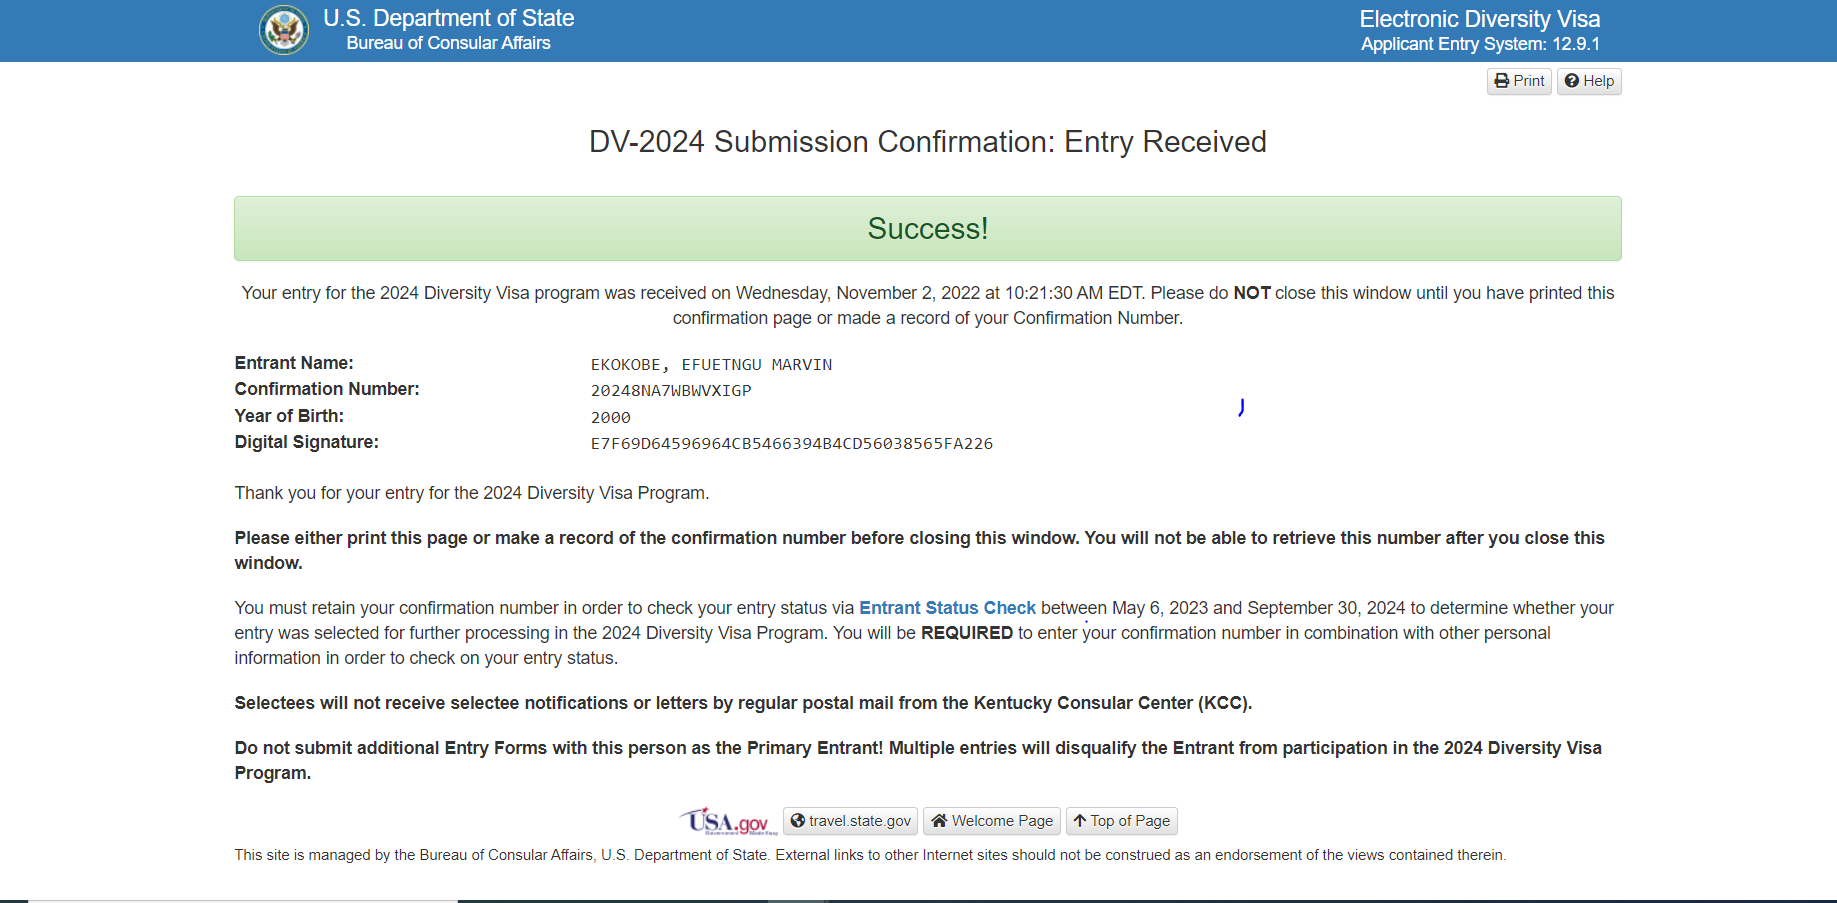 U.S. Department of State
Bureau of Consular Affairs
Electronic Diversity Visa
Applicant Entry System: 12.9.1
Print
Help
DV-2024 Submission Confirmation: Entry Received
Success!
Your entry for the 2024 Diversity Visa program was received on Wednesday, November 2, 2022 at 10:21:30 AM EDT. Please do NOT close this window until you have printed this
confirmation page or made a record of your Confirmation Number.
Entrant Name: EKOKOBE, EFUETNGU MARVIN
Confirmation Number: 20248NA7WBWVXIGP
Year of Birth: 2000
Digital Signature: E7F69D64596964CB5466394B4CD56038565FA226
Thank you for your entry for the 2024 Diversity Visa Program.
Please either print this page or make a record of the confirmation number before closing this window. You will not be able to retrieve this number after you close this
window.
You must retain your confirmation number in order to check your entry status via Entrant Status Check between May 6, 2023 and September 30, 2024 to determine whether your
entry was selected for further processing in the 2024 Diversity Visa Program. You will be REQUIRED to enter your confirmation number in combination with other personal
information in order to check on your entry status.
Selectees will not receive selectee notifications or letters by regular postal mail from the Kentucky Consular Center (KCC).
Do not submit additional Entry Forms with this person as the Primary Entrant! Multiple entries will disqualify the Entrant from participation in the 2024 Diversity Visa
Program.
USA.gov
travel.state.gov
Welcome Page
Top of Page
This site is managed by the Bureau of Consular Affairs, U.S. Department of State. External links to other Internet sites should not be construed as an endorsement of the views contained therein.